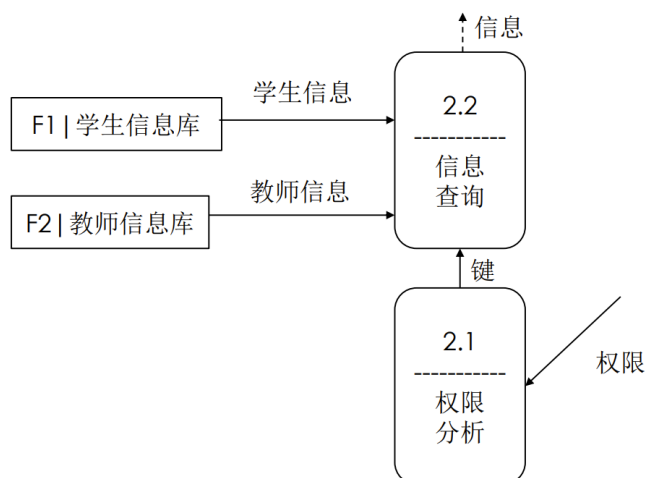 信息
学生信息
F1 | 学生信息库
2.2
信息
查询
教师信息
F2 | 教师信息库
键
2.1
权限
权限
分析